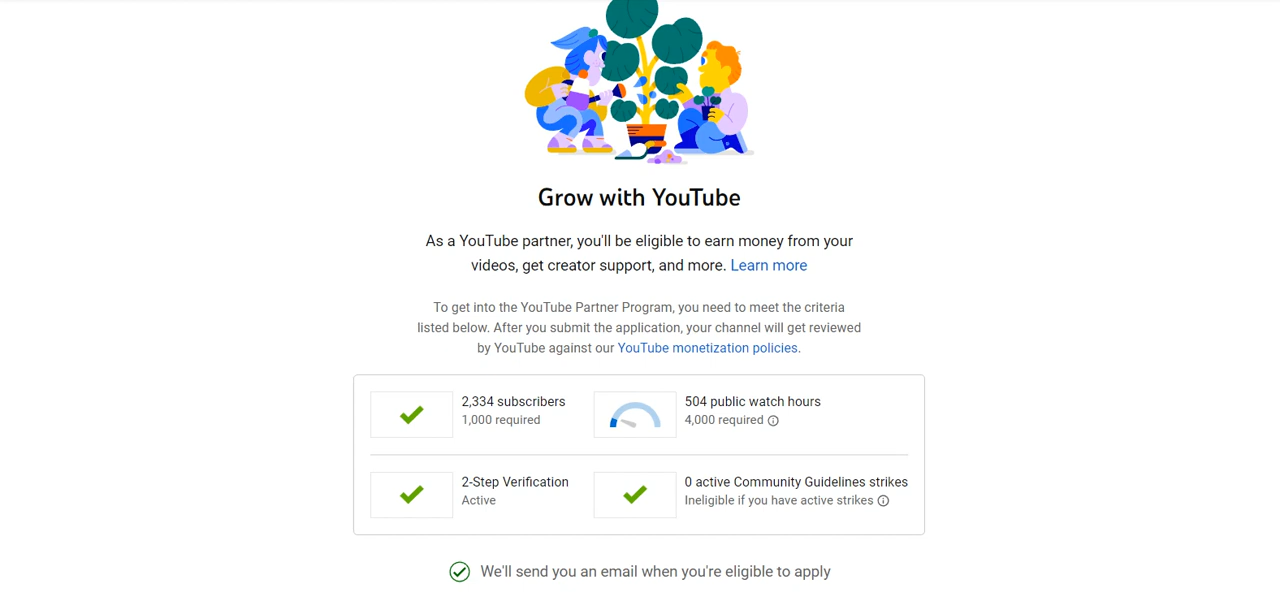 Grow with YouTube
As a YouTube partner, you'll be eligible to earn money from your
videos, get creator support, and more. Learn more
To get into the YouTube Partner Program, you need to meet the criteria
listed below. After you submit the application, your channel will get reviewed
by YouTube against our YouTube monetization policies.
2,334 subscribers
1,000 required
504 public watch hours
4,000 required
2-Step Verification
Active
0 active Community Guidelines strikes
Ineligible if you have active strikes
We'll send you an email when you're eligible to apply